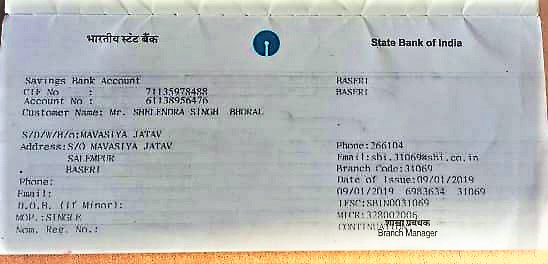 भारतीय स्टेट बैंक
State Bank of India
Savings Bank Account BASERI
CIF No : 71135978488 BASERI
Account No : 61138956476
Customer Name: Mr. SHELENDRA SINGH BHORAL
S/D/W/H/o:MAVASIYA JATAV
Address:S/O MAVASIYA JATAV Phone:266104
SALEMPUR Email:sbi.31069@sbi.co.in
BASERI Branch Code:31069
Phone: Date of Issue:09/01/2019
Email: 09/01/2019 6983634 31069
D.O.B. (If Minor): IFSC:SBIN0031069
MOP.:SINGLE MICR:328002006
Nom. Reg. No.: CONTINUATION
शाखा प्रबंधक
Branch Manager